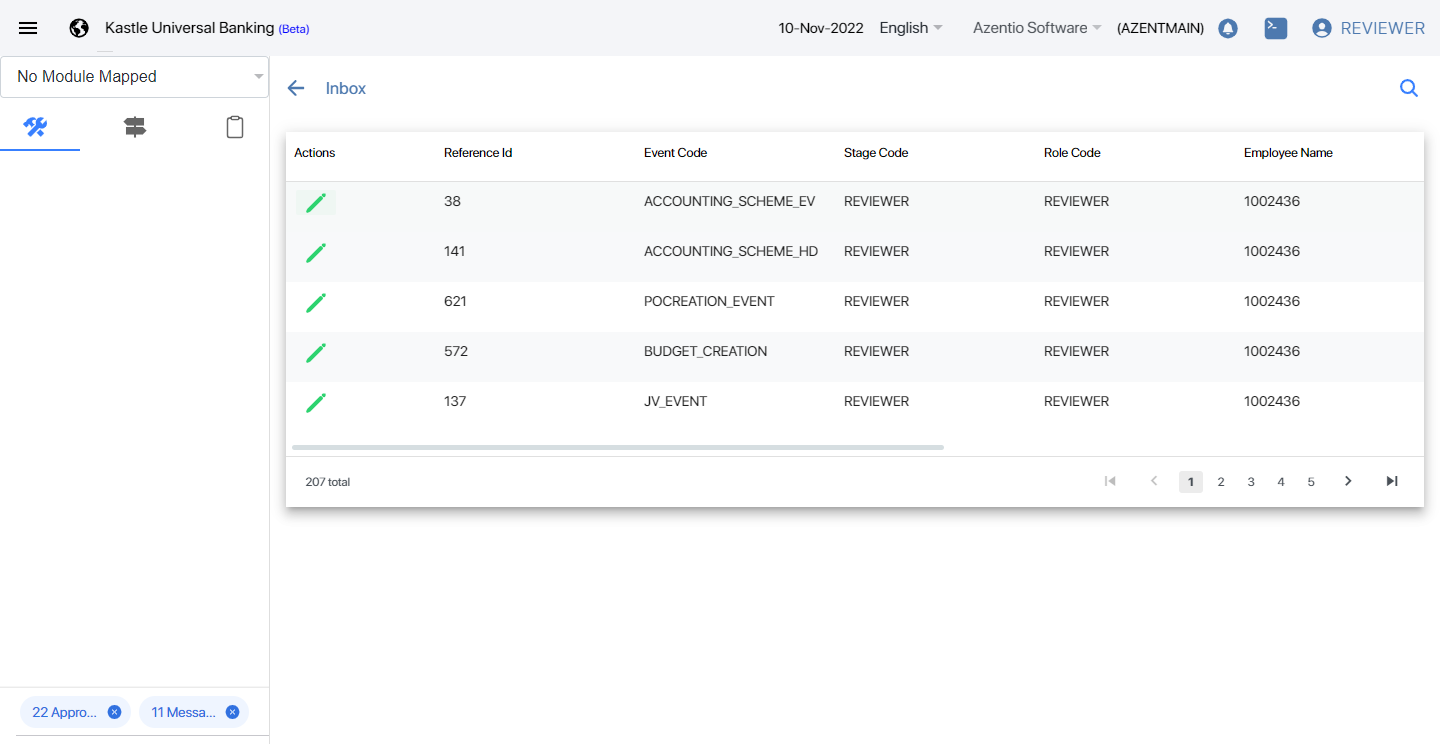 Kastle Universal Banking (Beta) 10-Nov-2022 English Azentio Software (AZENTMAIN) REVIEWER
No Module Mapped
Inbox
Actions Reference Id Event Code Stage Code Role Code Employee Name
38 ACCOUNTING_SCHEME_EV REVIEWER REVIEWER 1002436
141 ACCOUNTING_SCHEME_HD REVIEWER REVIEWER 1002436
621 POCREATION_EVENT REVIEWER REVIEWER 1002436
572 BUDGET_CREATION REVIEWER REVIEWER 1002436
137 JV_EVENT REVIEWER REVIEWER 1002436
207 total 1 2 3 4 5
22 Appro... 11 Messa...